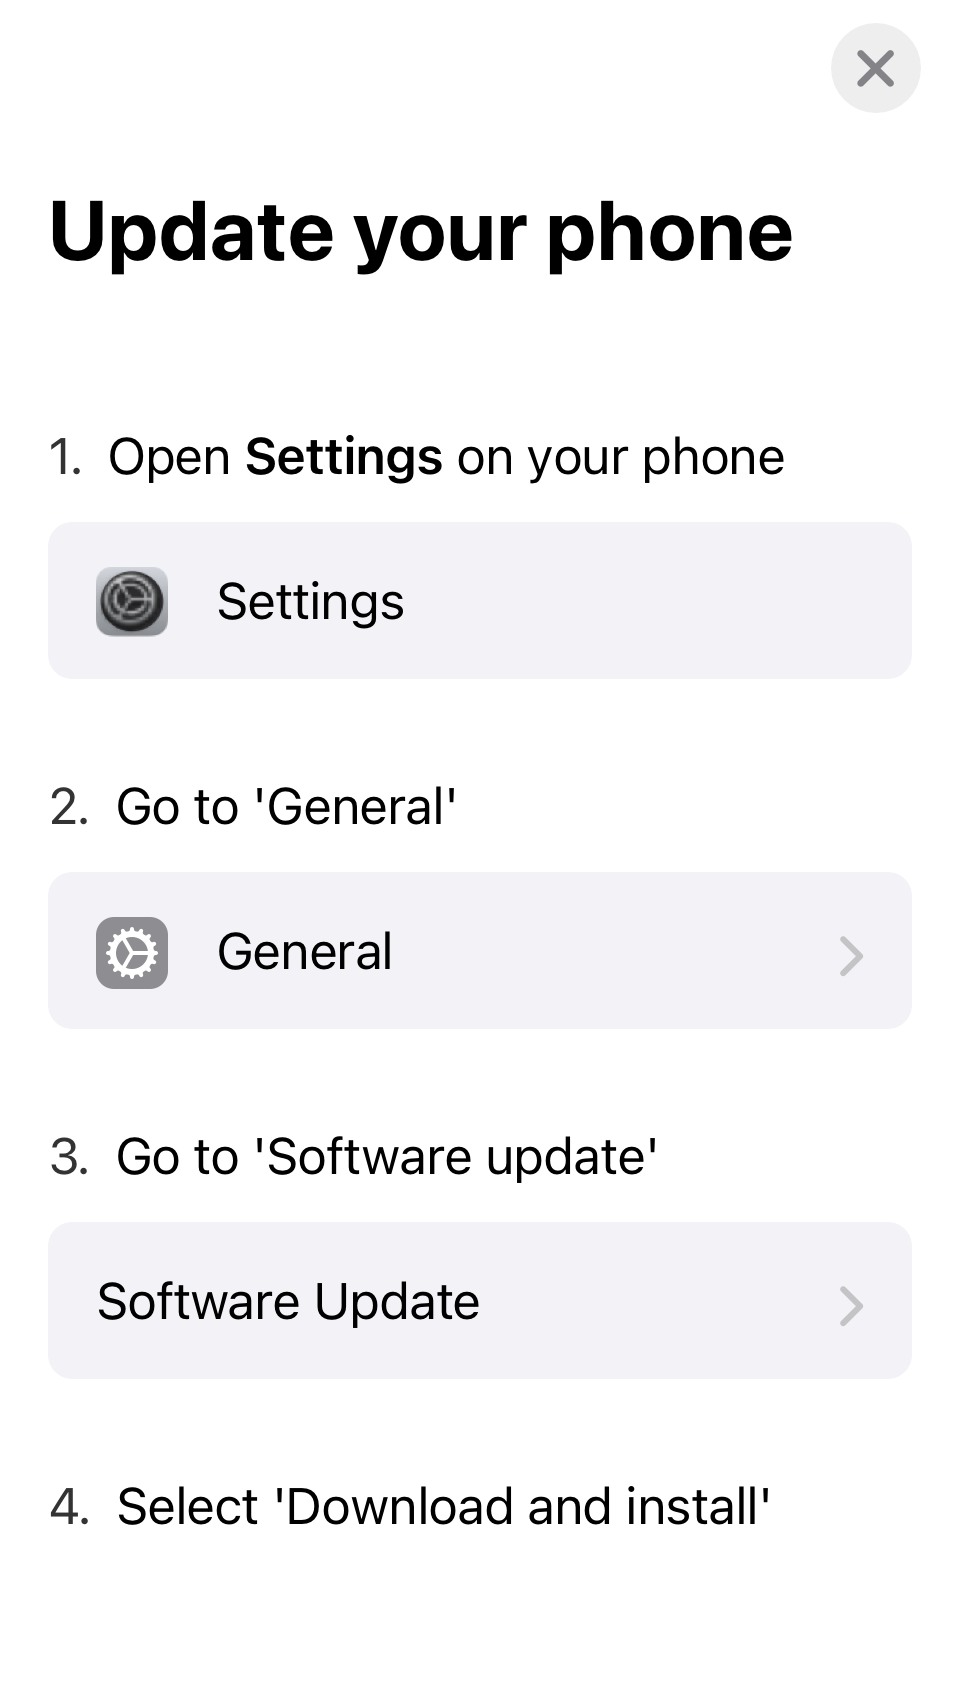 Update your phone
1. Open Settings on your phone
Settings
2. Go to 'General'
General
3. Go to 'Software update'
Software Update
4. Select 'Download and install'